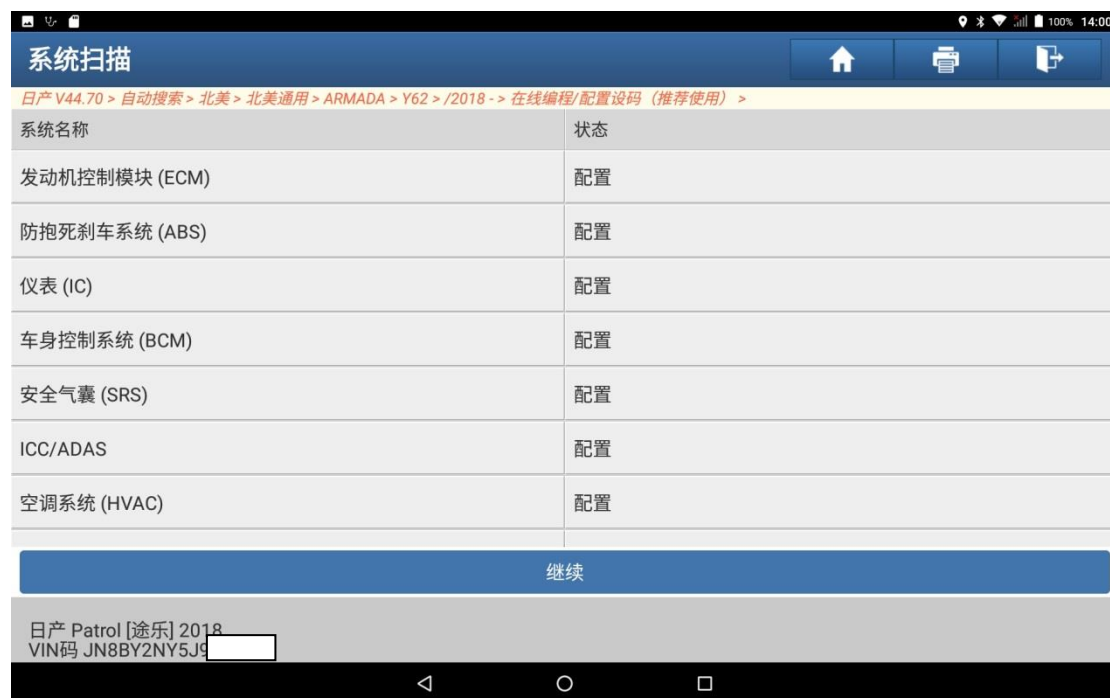 100% 14:00
系统扫描
日产 V44.70 > 自动搜索 > 北美 > 北美通用 > ARMADA > Y62 > /2018 - > 在线编程/配置设码（推荐使用） >
系统名称 状态
发动机控制模块 (ECM) 配置
防抱死刹车系统 (ABS) 配置
仪表 (IC) 配置
车身控制系统 (BCM) 配置
安全气囊 (SRS) 配置
ICC/ADAS 配置
空调系统 (HVAC) 配置
继续
日产 Patrol [途乐] 2018
VIN码 JN8BY2NY5J9